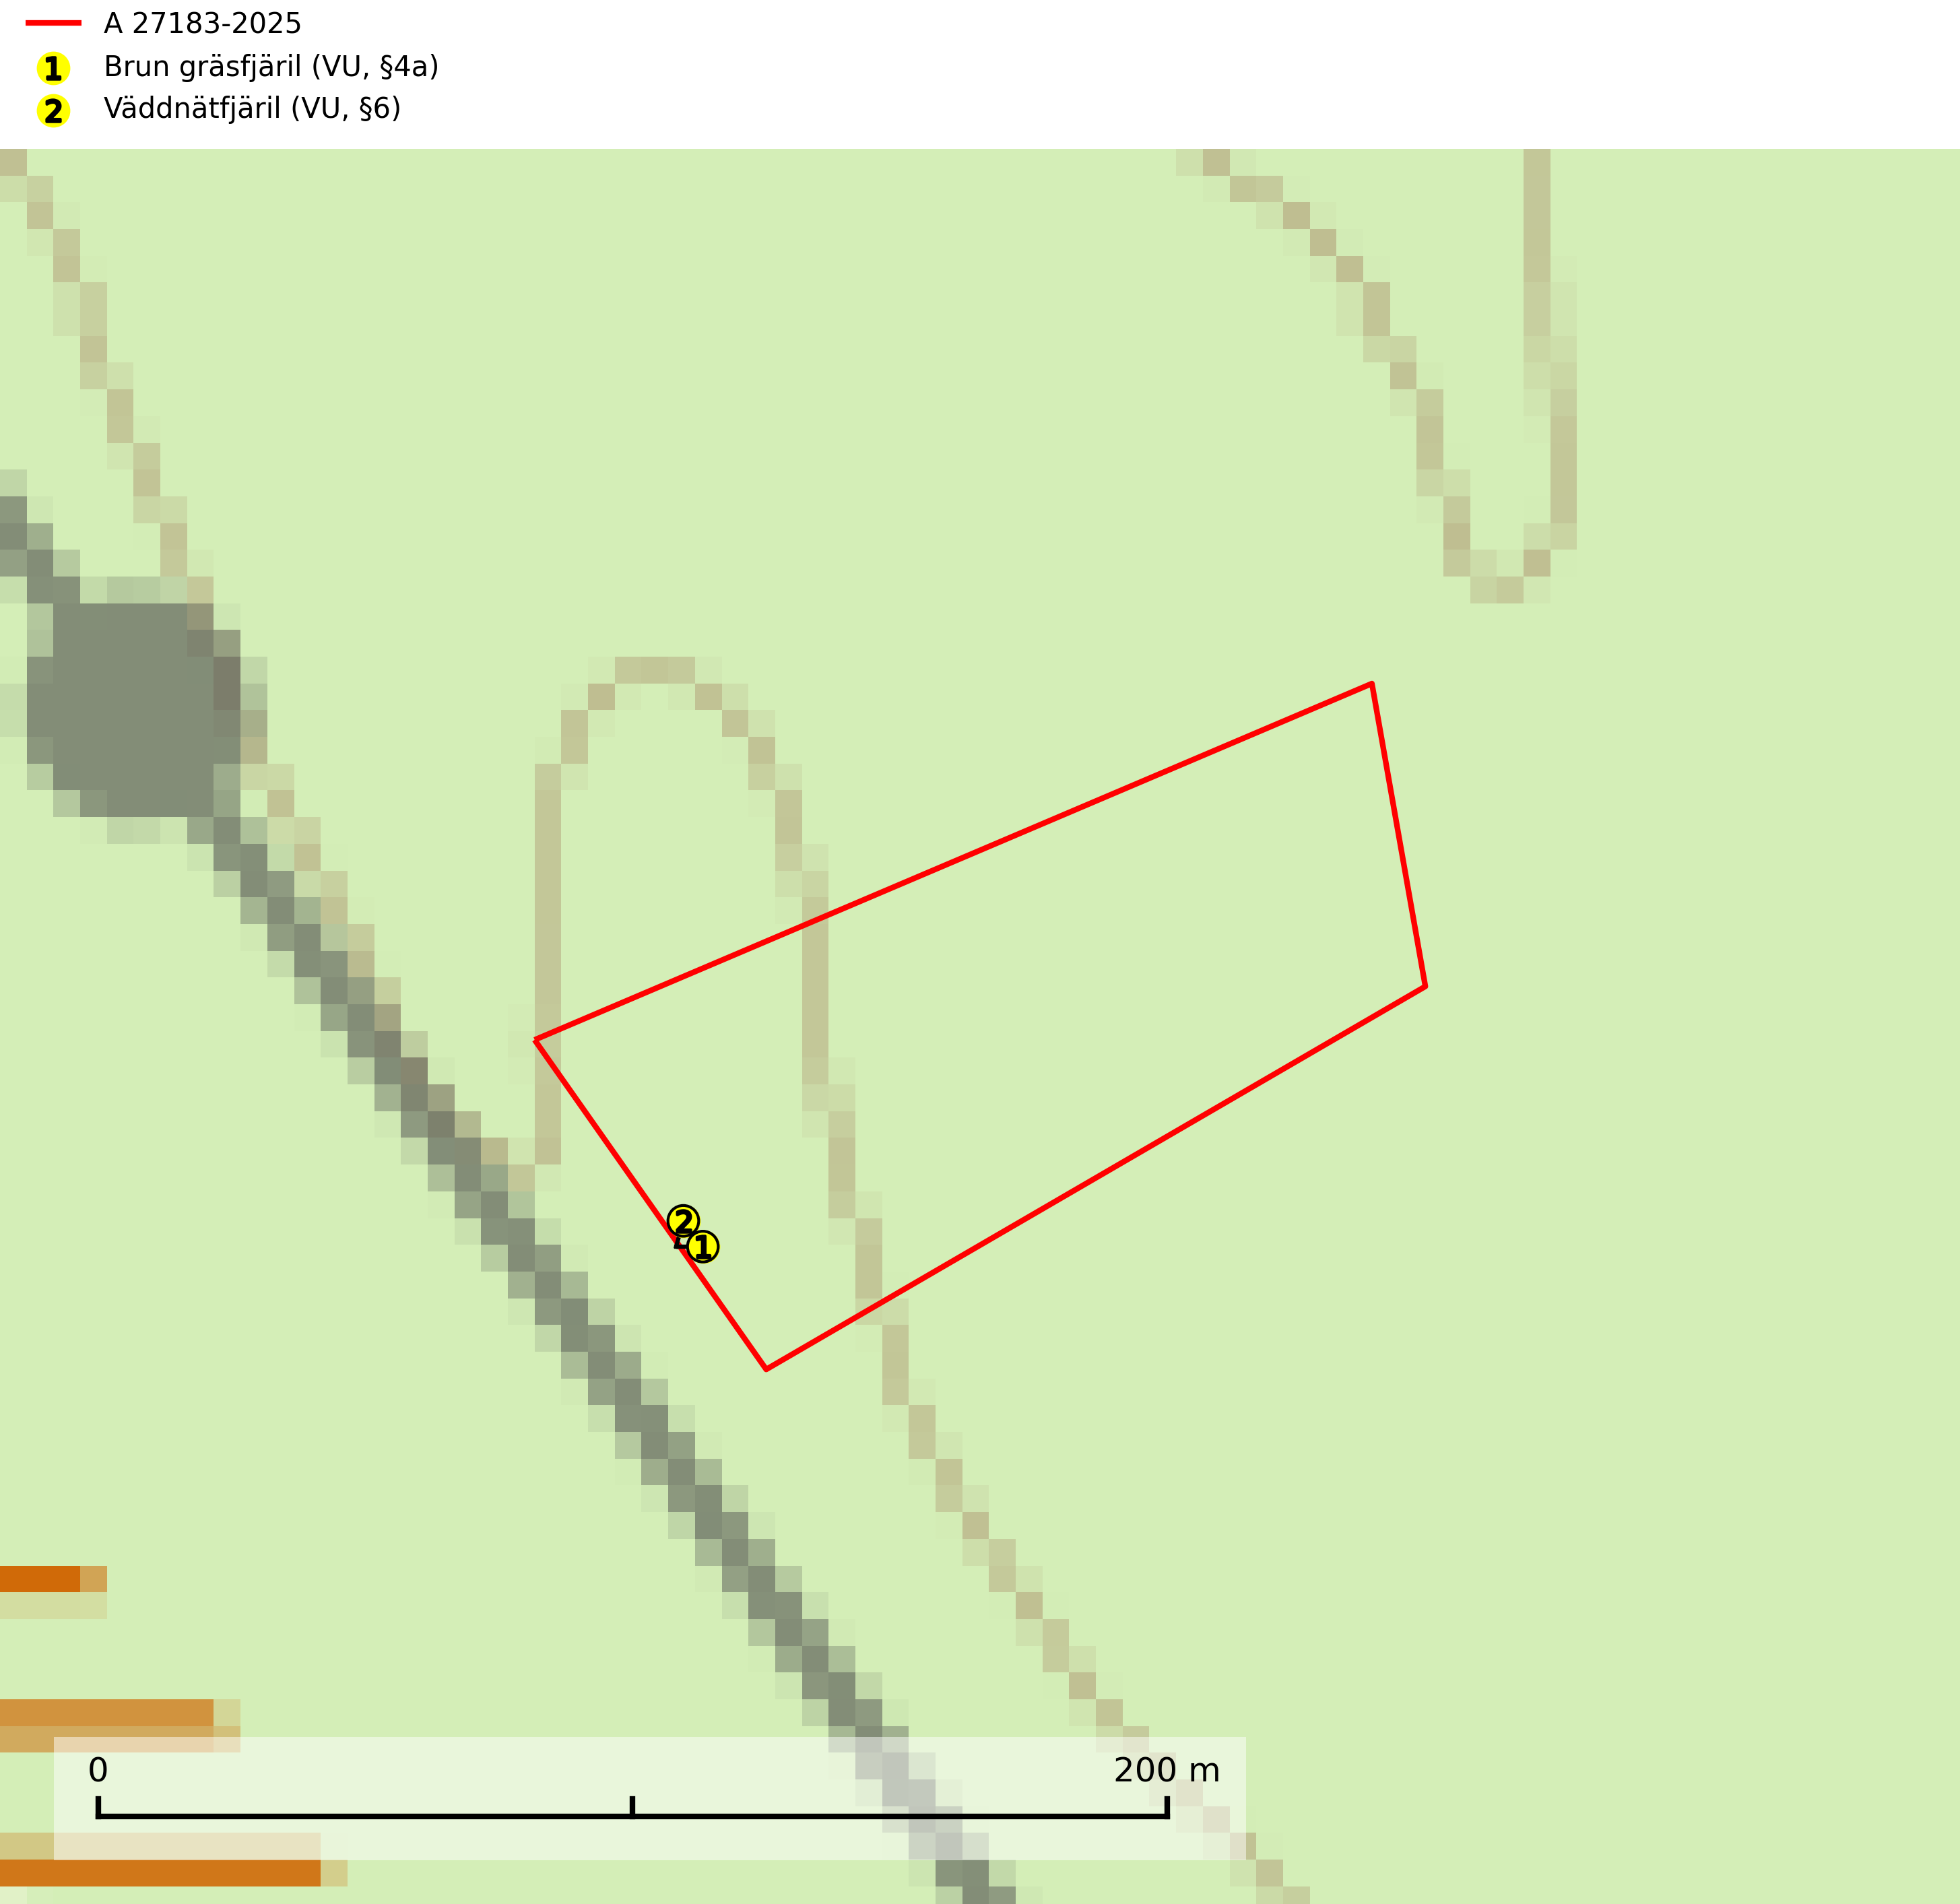 A 27183-2025
1 Brun gräsfjäril (VU, §4a)
2 Väddnätfjäril (VU, §6)
2
1
0 200 m